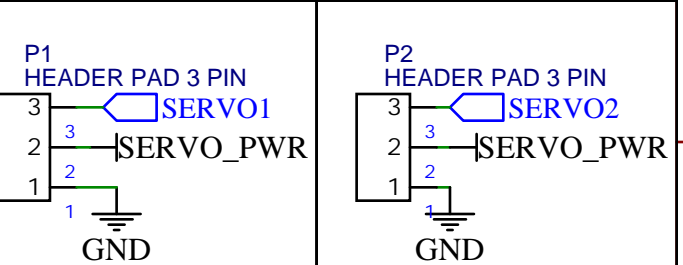 P1
HEADER PAD 3 PIN
3
3
SERVO1
2
2
SERVO_PWR
1
1
GND
P2
HEADER PAD 3 PIN
3
3
SERVO2
2
2
SERVO_PWR
1
1
GND